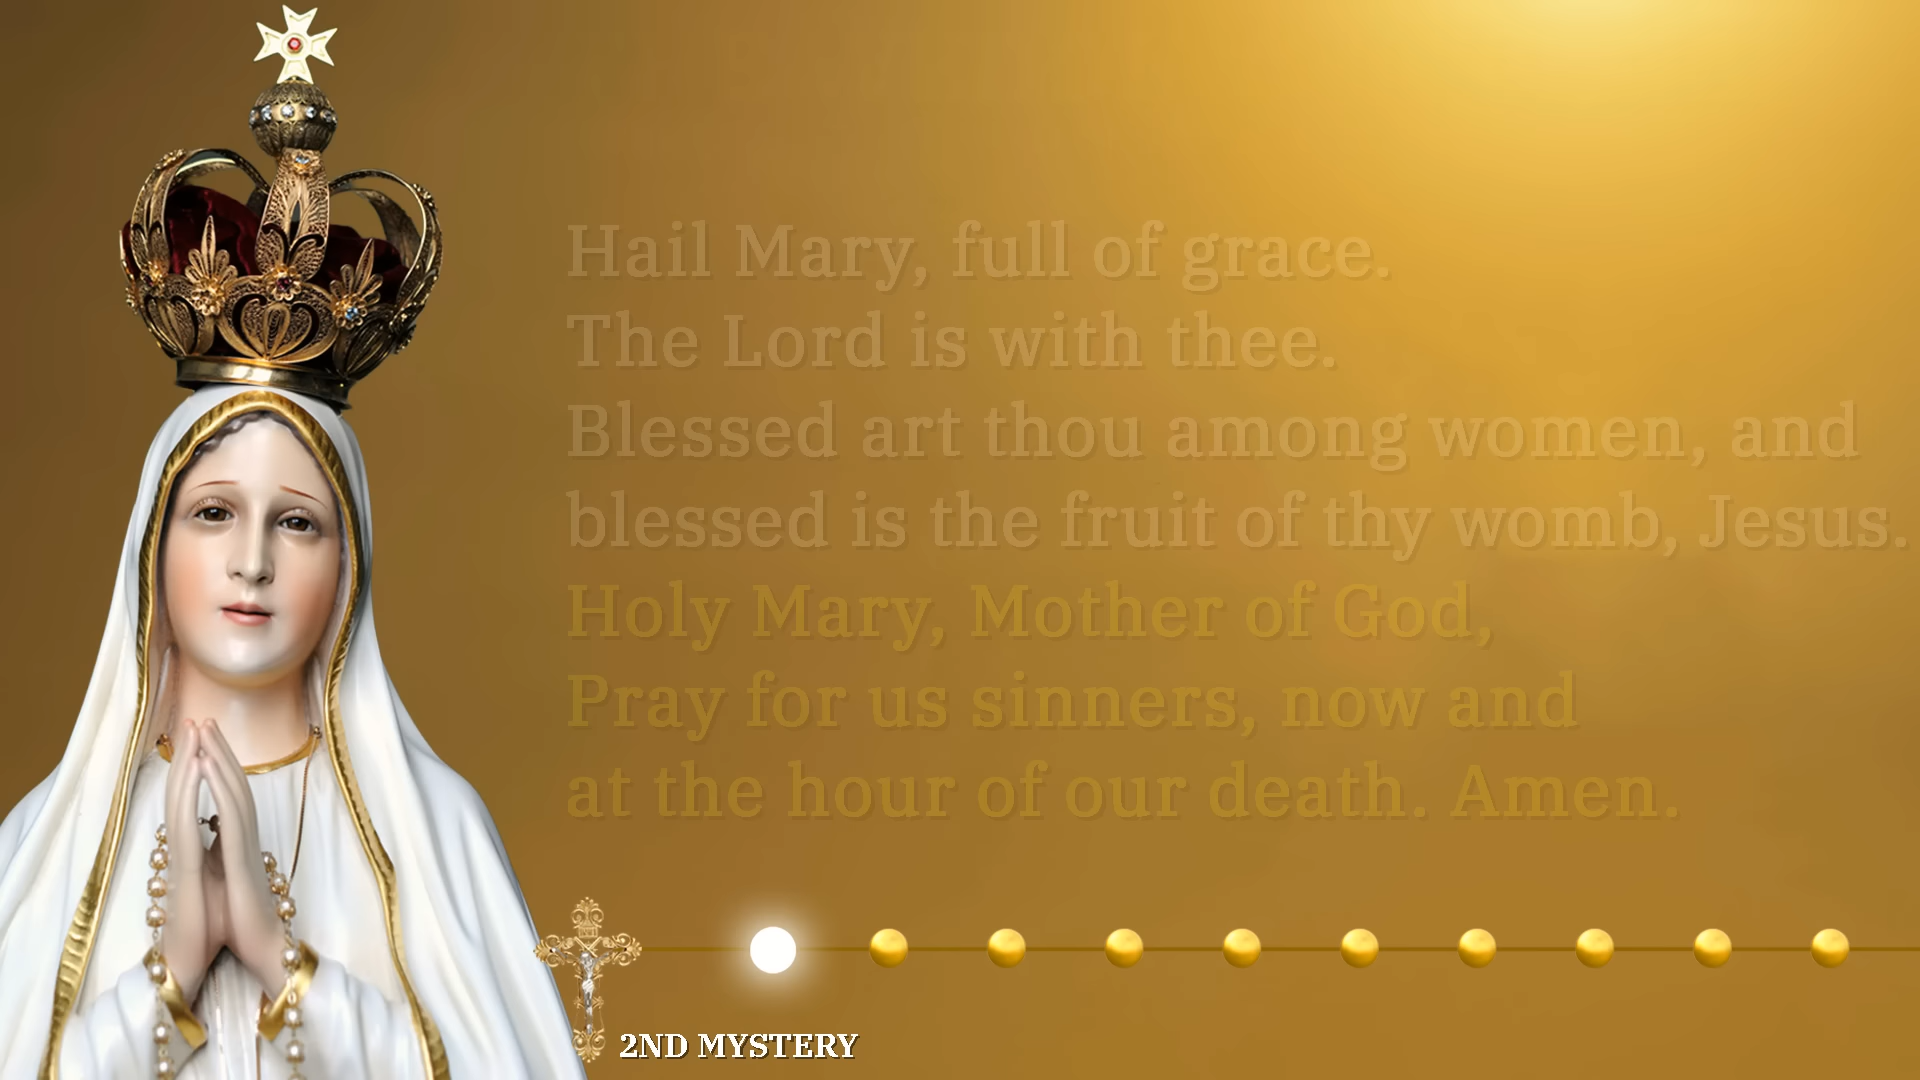 Hail Mary, full of grace.
The Lord is with thee.
Blessed art thou among women, and
blessed is the fruit of thy womb, Jesus.
Holy Mary, Mother of God,
Pray for us sinners, now and
at the hour of our death. Amen.
2ND MYSTERY